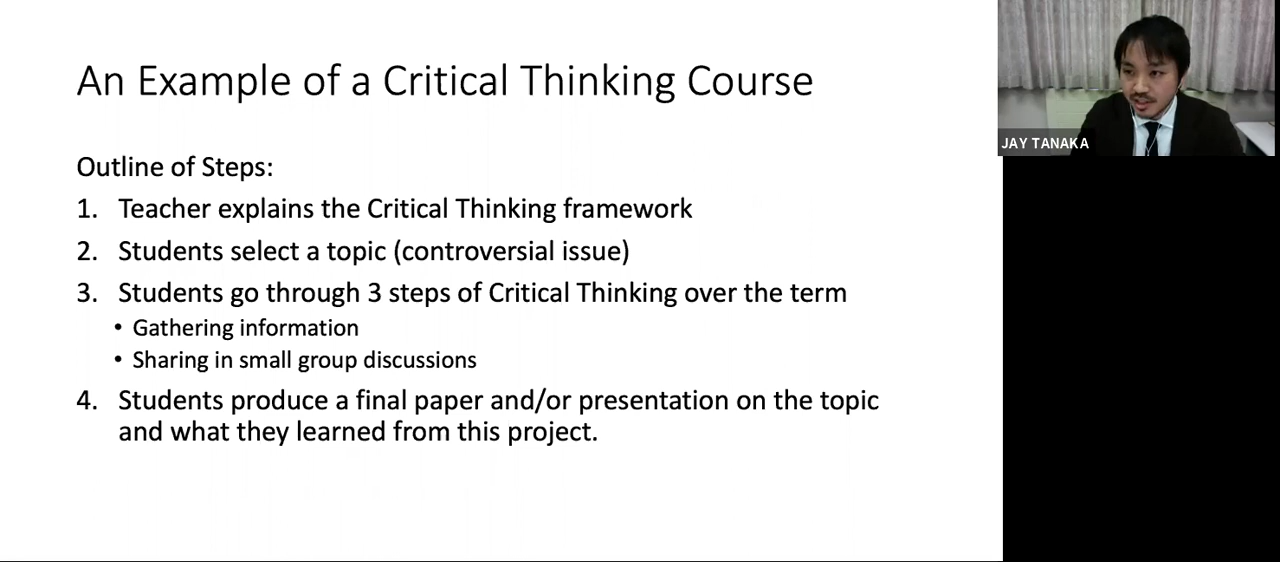 An Example of a Critical Thinking Course
Outline of Steps:
1. Teacher explains the Critical Thinking framework
2. Students select a topic (controversial issue)
3. Students go through 3 steps of Critical Thinking over the term
• Gathering information
• Sharing in small group discussions
4. Students produce a final paper and/or presentation on the topic
and what they learned from this project.
JAY TANAKA